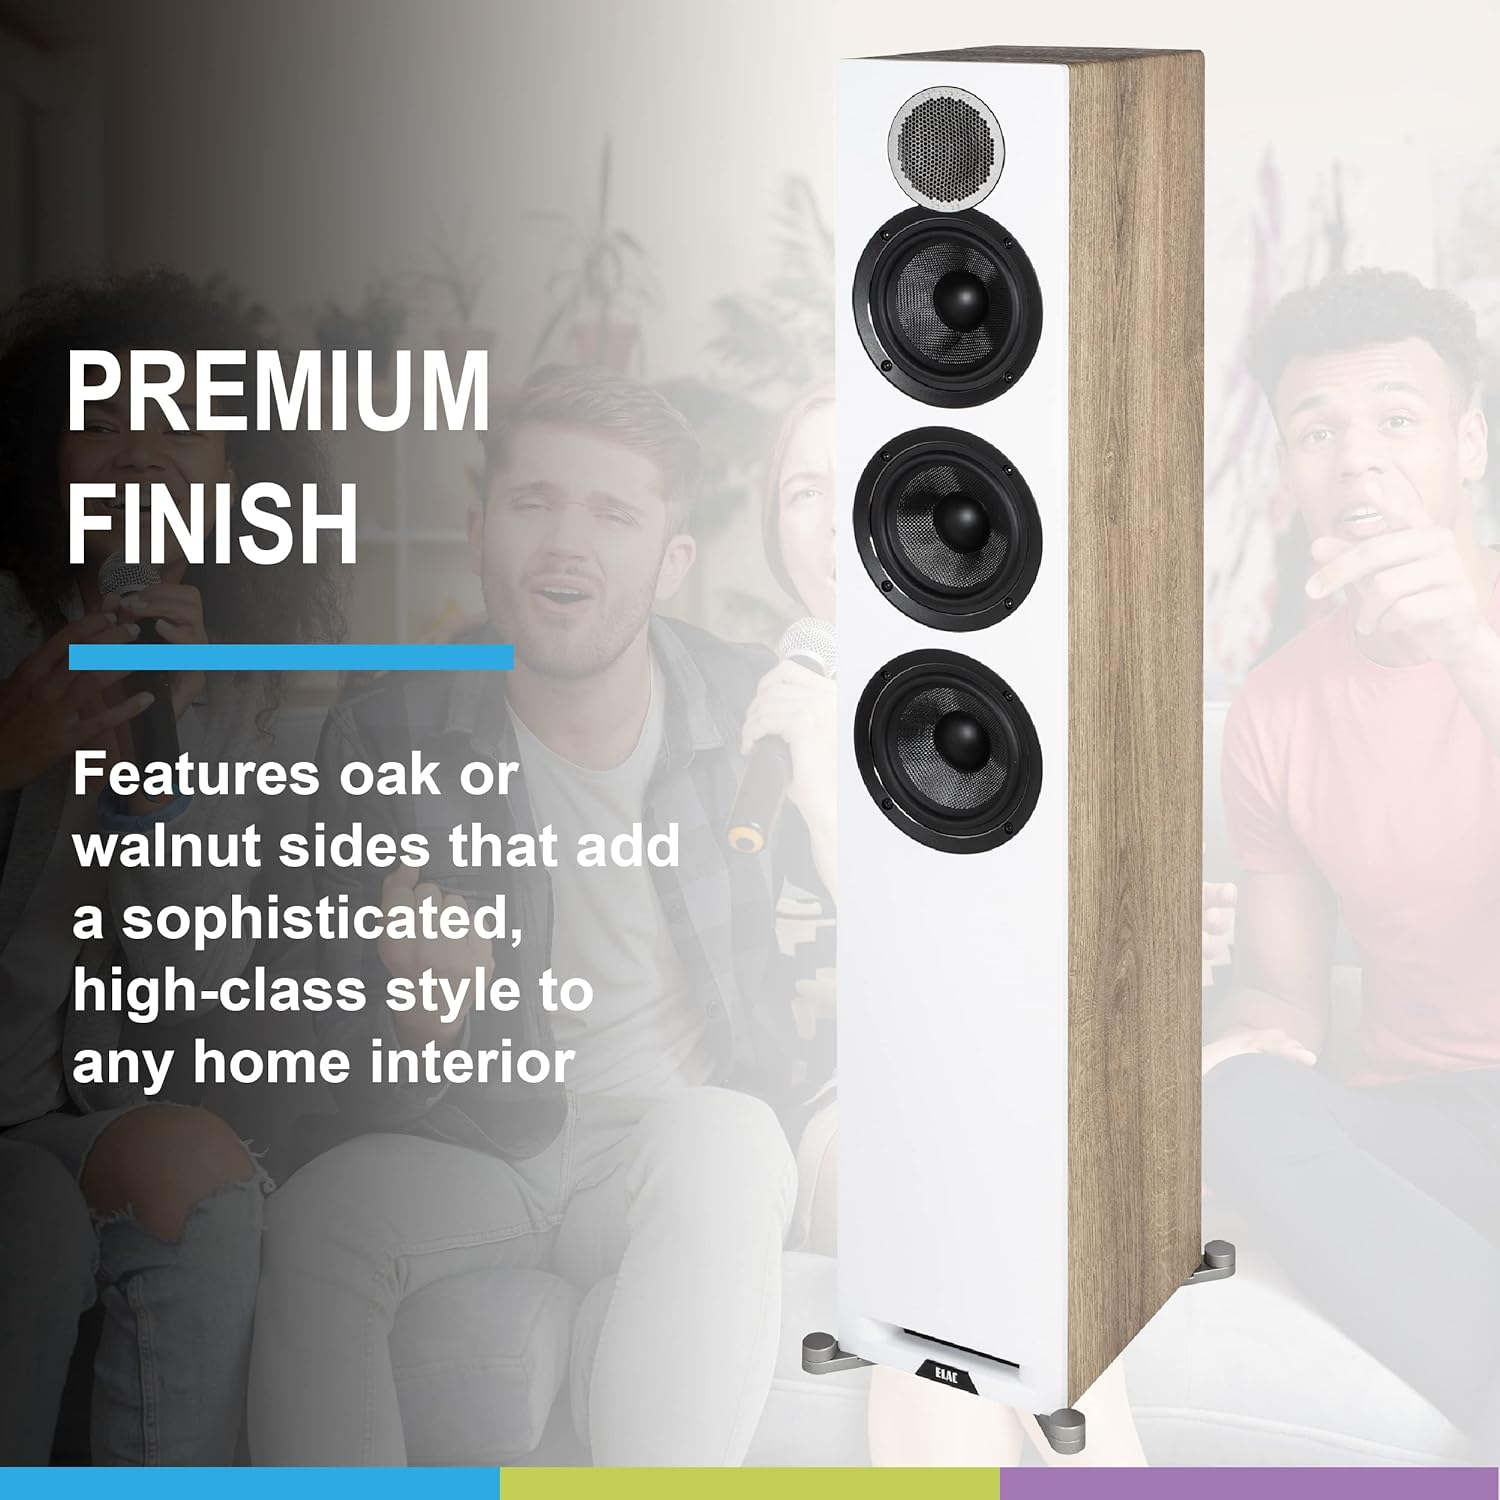 PREMIUM
FINISH
Features oak or
walnut sides that add
a sophisticated,
high-class style to
any home interior
ELAC